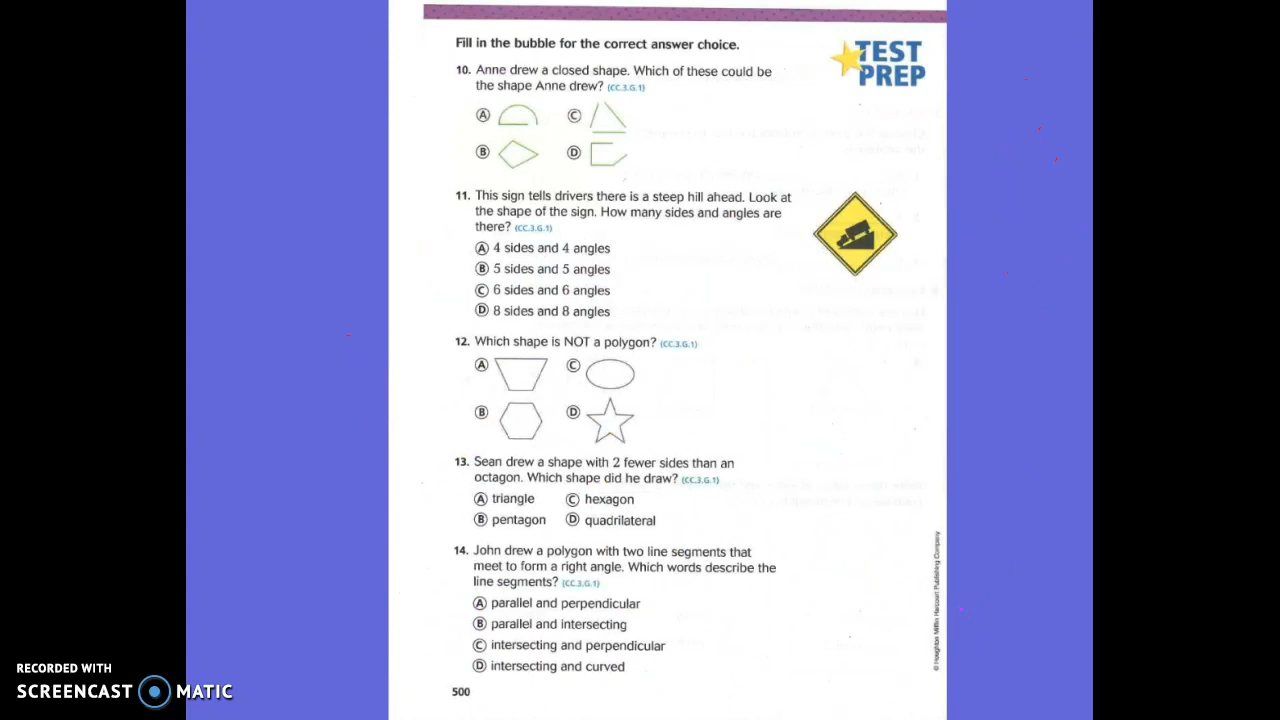 Fill in the bubble for the correct answer choice.
TEST
PREP
10. Anne drew a closed shape. Which of these could be
the shape Anne drew? (CC.3.G.1)
A C
B D
11. This sign tells drivers there is a steep hill ahead. Look at
the shape of the sign. How many sides and angles are
there? (CC.3.G.1)
A 4 sides and 4 angles
B 5 sides and 5 angles
C 6 sides and 6 angles
D 8 sides and 8 angles
12. Which shape is NOT a polygon? (CC.3.G.1)
A C
B D
13. Sean drew a shape with 2 fewer sides than an
octagon. Which shape did he draw? (CC.3.G.1)
A triangle C hexagon
B pentagon D quadrilateral
14. John drew a polygon with two line segments that
meet to form a right angle. Which words describe the
line segments? (CC.3.G.1)
A parallel and perpendicular
B parallel and intersecting
C intersecting and perpendicular
D intersecting and curved
500
© Houghton Mifflin Harcourt Publishing Company
RECORDED WITH
SCREENCAST MATIC